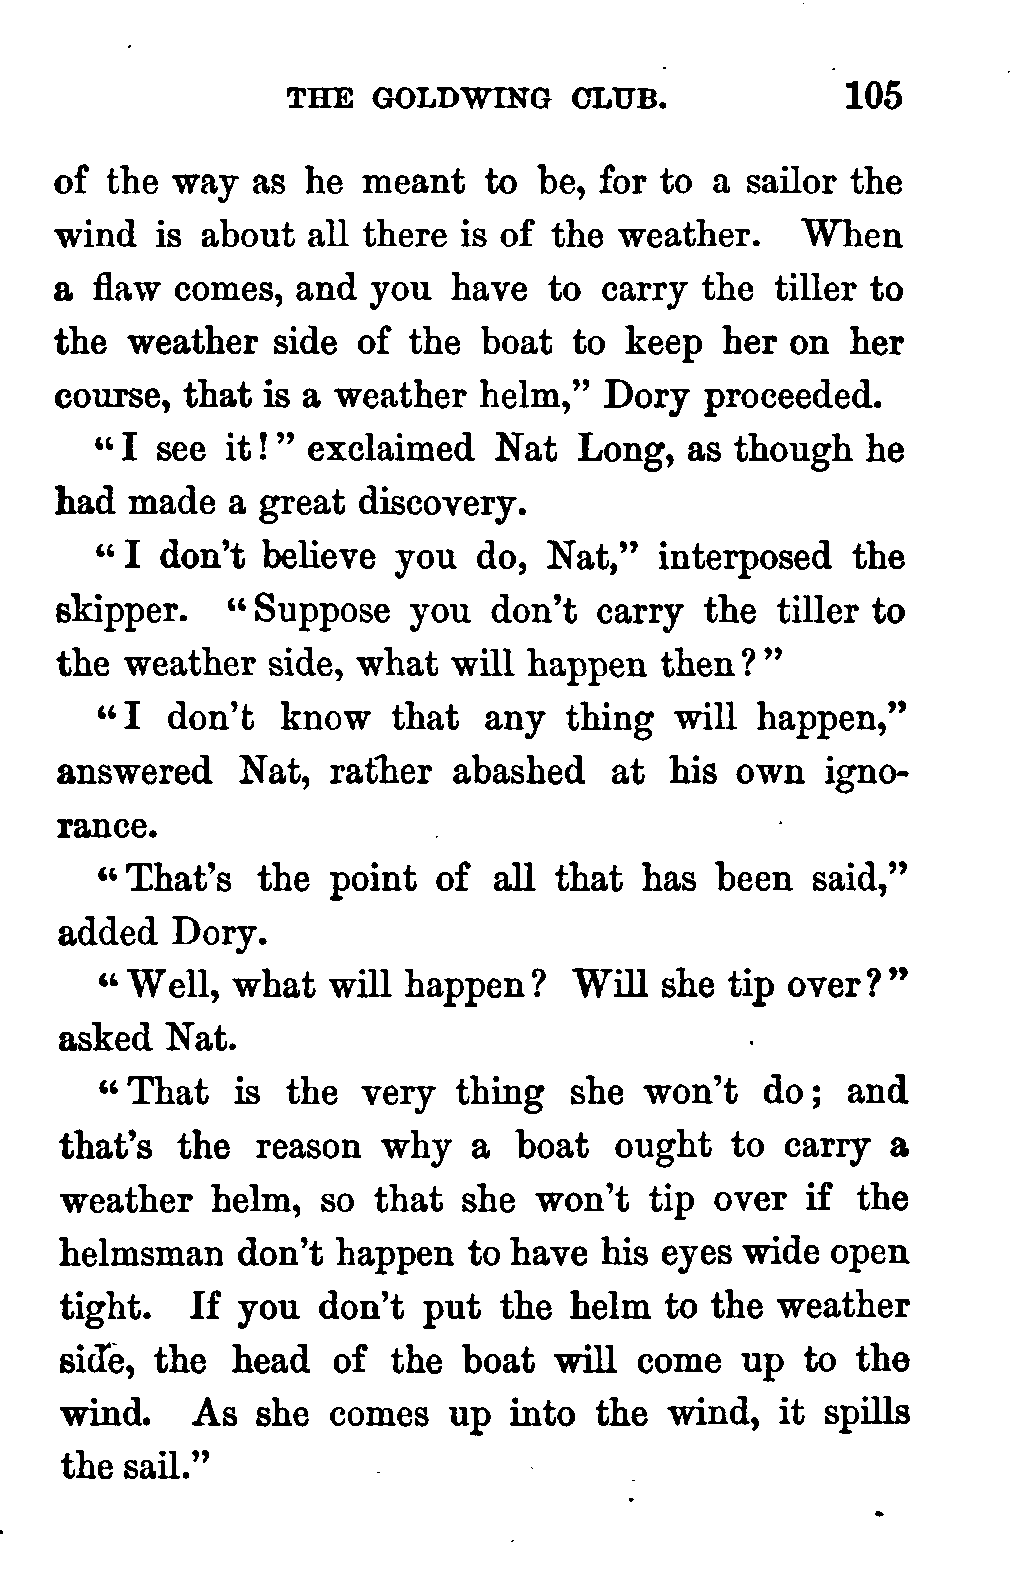 THE GOLDWING CLUB. 105
of the way as he meant to be, for to a sailor the
wind is about all there is of the weather. When
a flaw comes, and you have to carry the tiller to
the weather side of the boat to keep her on her
course, that is a weather helm,” Dory proceeded.
“I see it!” exclaimed Nat Long, as though he
had made a great discovery.
“I don’t believe you do, Nat,” interposed the
skipper. “Suppose you don’t carry the tiller to
the weather side, what will happen then?”
“I don’t know that any thing will happen,”
answered Nat, rather abashed at his own igno-
rance.
“That’s the point of all that has been said,”
added Dory.
“Well, what will happen? Will she tip over?”
asked Nat.
“That is the very thing she won’t do; and
that’s the reason why a boat ought to carry a
weather helm, so that she won’t tip over if the
helmsman don’t happen to have his eyes wide open
tight. If you don’t put the helm to the weather
side, the head of the boat will come up to the
wind. As she comes up into the wind, it spills
the sail.”